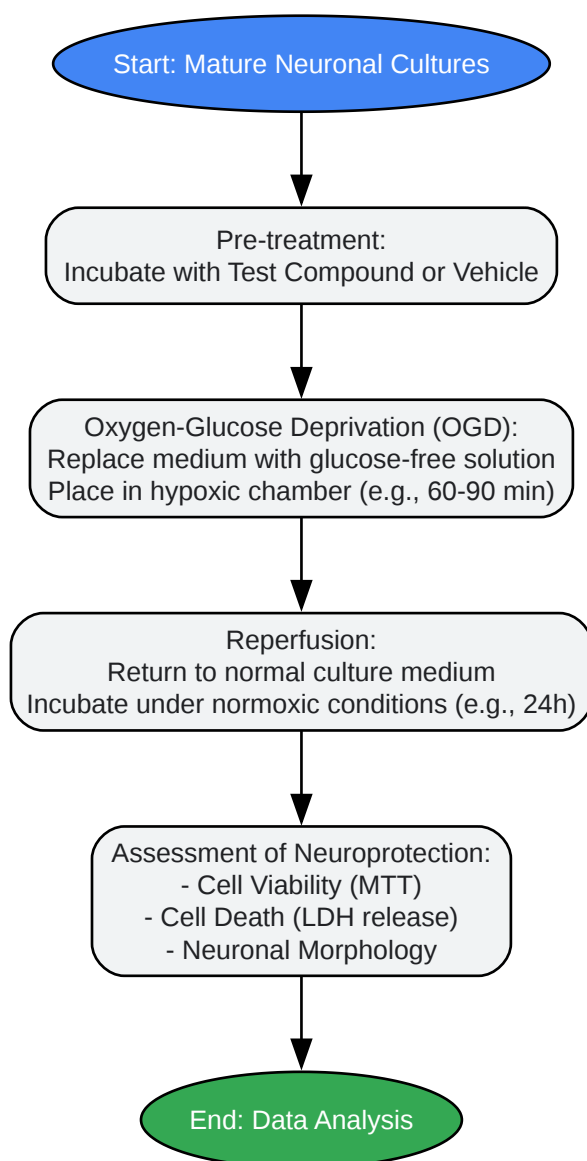 Start: Mature Neuronal Cultures
Pre-treatment:
Incubate with Test Compound or Vehicle
Oxygen-Glucose Deprivation (OGD):
Replace medium with glucose-free solution
Place in hypoxic chamber (e.g., 60-90 min)
Reperfusion:
Return to normal culture medium
Incubate under normoxic conditions (e.g., 24h)
Assessment of Neuroprotection:
- Cell Viability (MTT)
- Cell Death (LDH release)
- Neuronal Morphology
End: Data Analysis